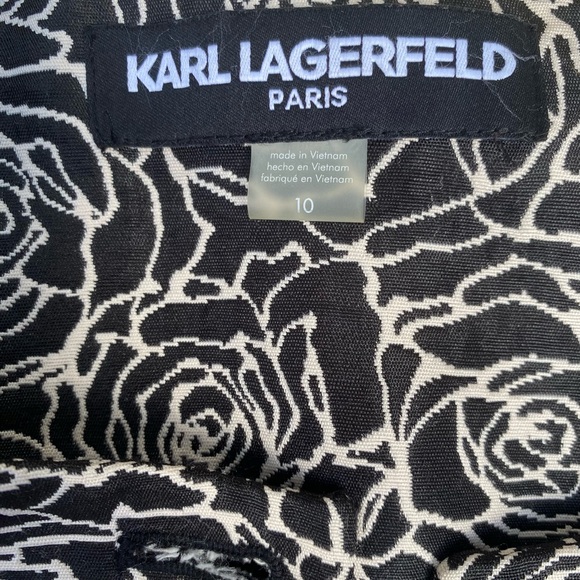 KARL LAGERFELD
PARIS
made in Vietnam
hecho en Vietnam
fabriqué en Vietnam
10